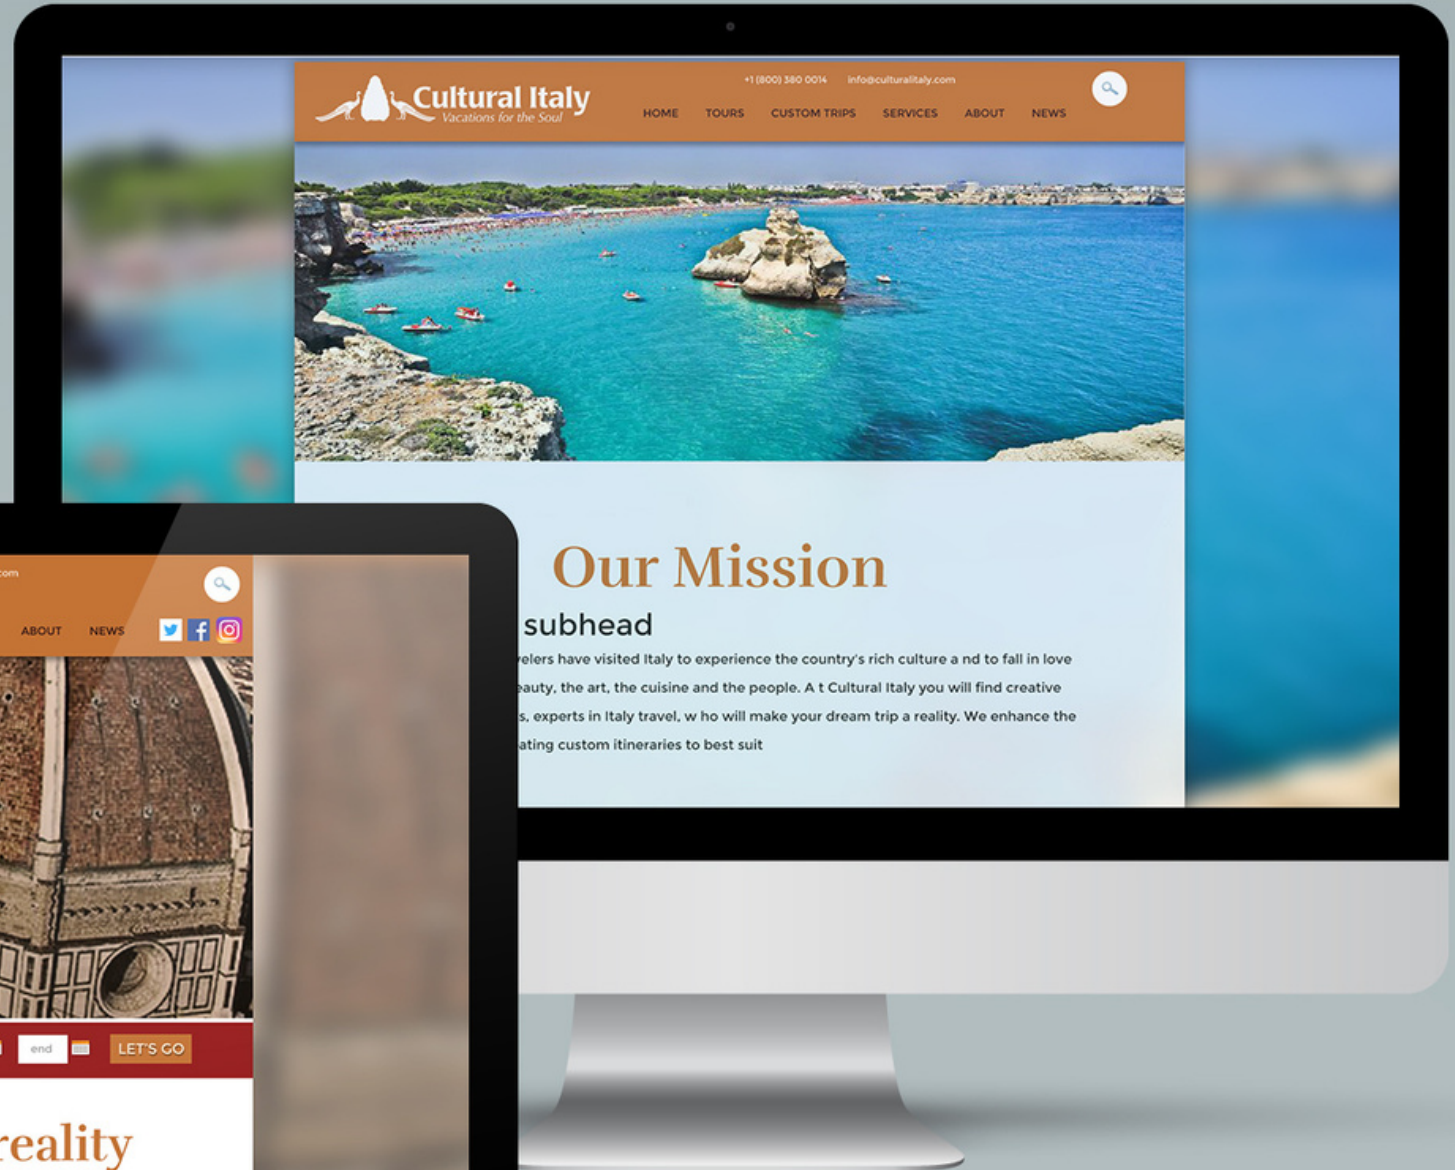 +1 (800) 380 0014 info@culturalitaly.com
Cultural Italy
Vacations for the Soul
HOME TOURS CUSTOM TRIPS SERVICES ABOUT NEWS
Our Mission
subhead
velers have visited Italy to experience the country's rich culture a nd to fall in love
eauty, the art, the cuisine and the people. A t Cultural Italy you will find creative
s, experts in Italy travel, w ho will make your dream trip a reality. We enhance the
ating custom itineraries to best suit
com
ABOUT NEWS
end LET'S GO
reality